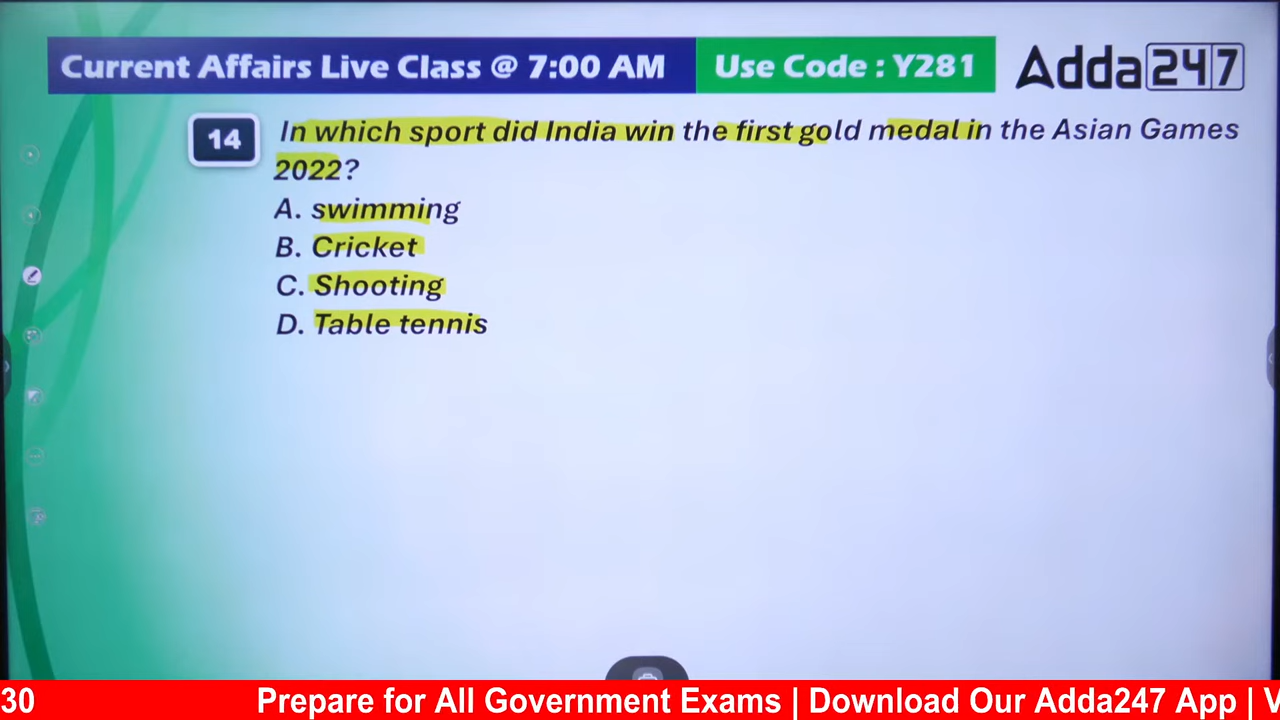 Current Affairs Live Class @ 7:00 AM Use Code : Y281 Adda247
14 In which sport did India win the first gold medal in the Asian Games
2022?
A. swimming
B. Cricket
C. Shooting
D. Table tennis
30 Prepare for All Government Exams | Download Our Adda247 App | V